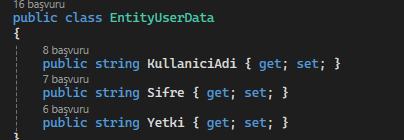 16 başvuru
public class EntityUserData
{
8 başvuru
public string KullaniciAdi { get; set; }
7 başvuru
public string Sifre { get; set; }
6 başvuru
public string Yetki { get; set; }
}